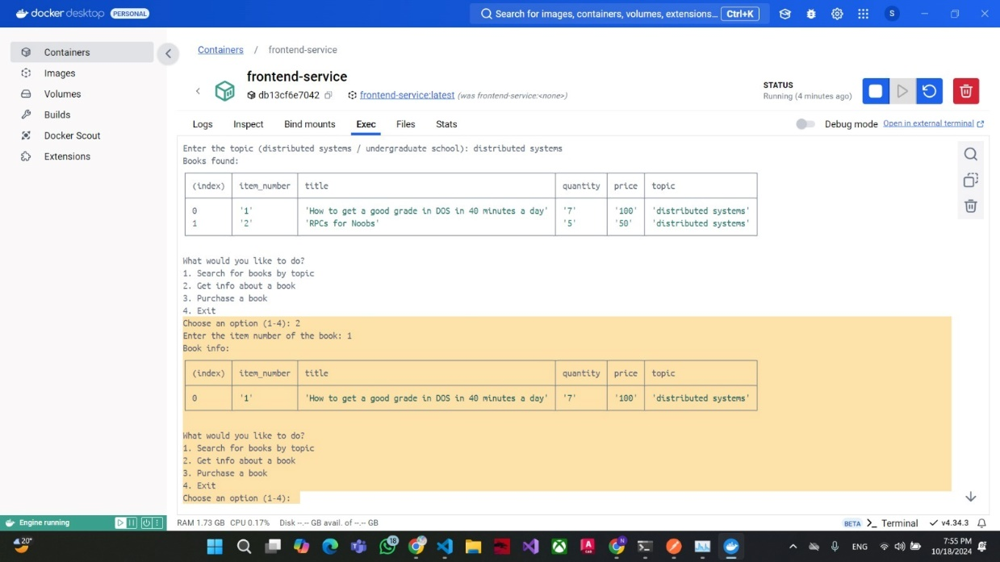 docker desktop PERSONAL
Search for images, containers, volumes, extensions... Ctrl+K
S
Containers
Images
Volumes
Builds
Docker Scout
Extensions
Containers / frontend-service
frontend-service
db13cf6e7042 frontend-service:latest (was frontend-service:<none>)
STATUS
Running (4 minutes ago)
Logs Inspect Bind mounts Exec Files Stats
Debug mode Open in external terminal
Enter the topic (distributed systems / undergraduate school): distributed systems
Books found:
(index) item_number title quantity price topic
0 '1' 'How to get a good grade in DOS in 40 minutes a day' '7' '100' 'distributed systems'
1 '2' 'RPCs for Noobs' '5' '50' 'distributed systems'
What would you like to do?
1. Search for books by topic
2. Get info about a book
3. Purchase a book
4. Exit
Choose an option (1-4): 2
Enter the item number of the book: 1
Book info:
(index) item_number title quantity price topic
0 '1' 'How to get a good grade in DOS in 40 minutes a day' '7' '100' 'distributed systems'
What would you like to do?
1. Search for books by topic
2. Get info about a book
3. Purchase a book
4. Exit
Choose an option (1-4):
Engine running
RAM 1.73 GB CPU 0.17% Disk --.-- GB avail. of --.-- GB
BETA >_ Terminal v4.34.3
20°
18
ENG
7:55 PM
10/18/2024